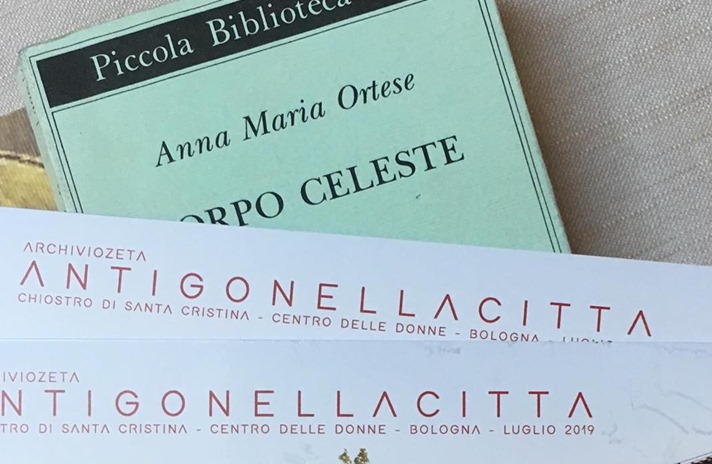 Piccola Biblioteca
Anna Maria Ortese
ORPO CELESTE
ARCHIVIOZETA
ANTIGONELLACITTA
CHIOSTRO DI SANTA CRISTINA - CENTRO DELLE DONNE - BOLOGNA - LUGLIO
IVIOZETA
NTIGONELLACITTA
TRO DI SANTA CRISTINA - CENTRO DELLE DONNE - BOLOGNA - LUGLIO 2019